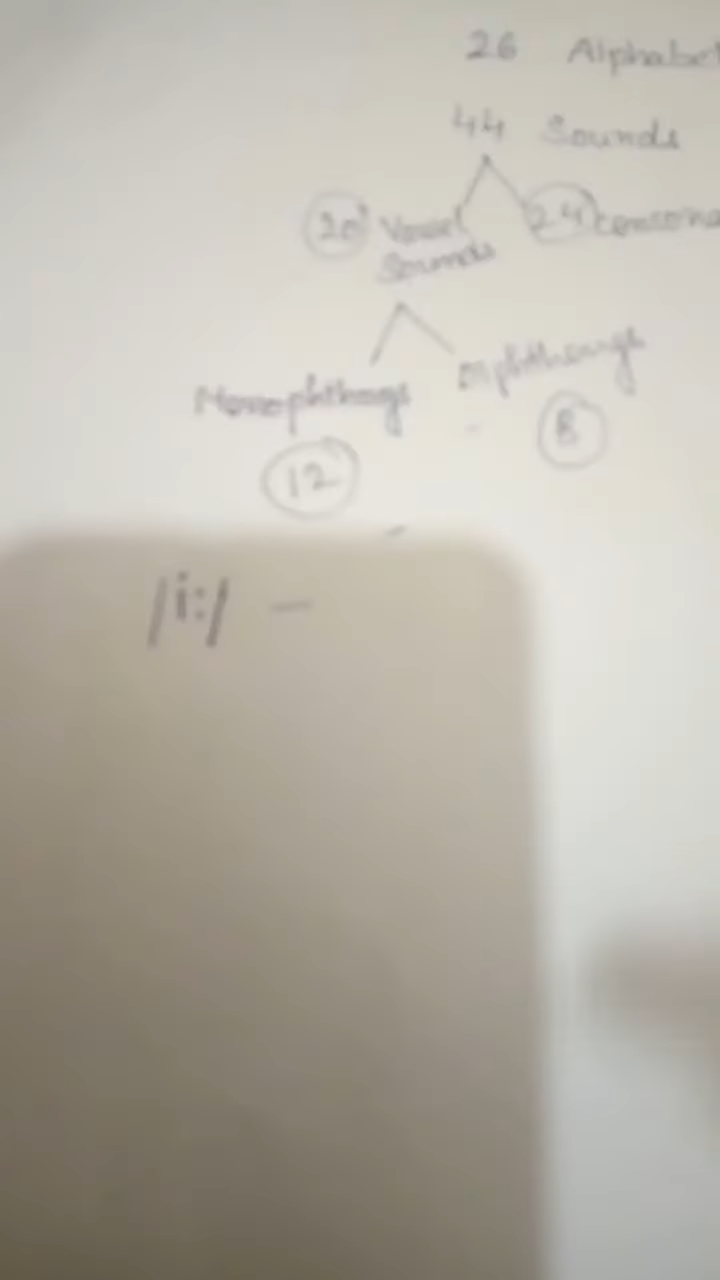 26 Alphabet
44 Sounds
20 Vowel 24 consona
Sounds
Monophthongs Diphthongs
12 8
/i:/ —